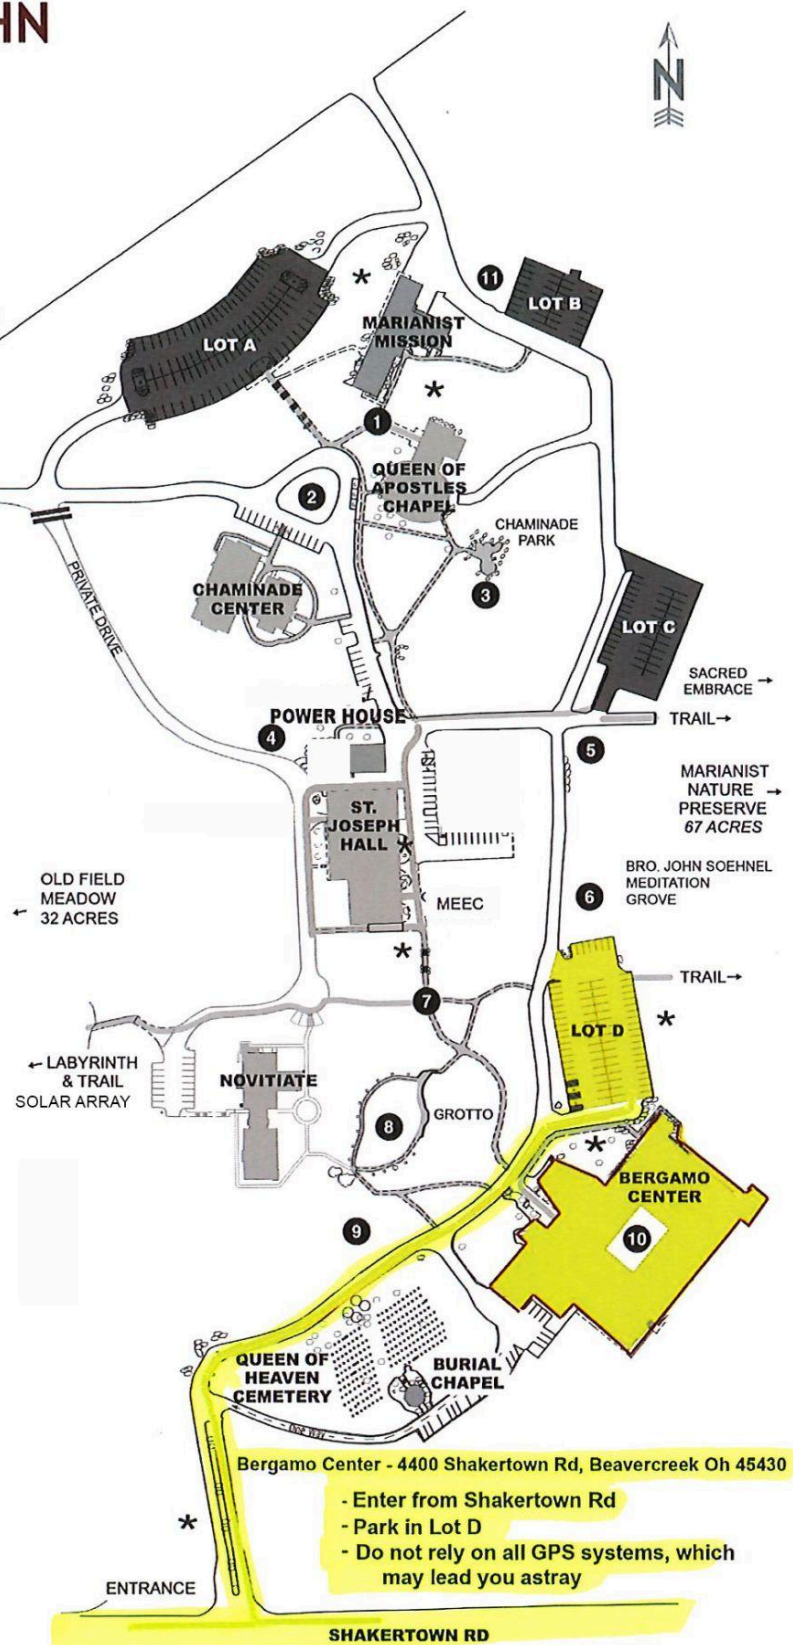 HN
N
11
LOT B
LOT A
MARIANIST
MISSION
*
*
1
QUEEN OF
APOSTLES
CHAPEL
2
CHAMINADE
PARK
PRIVATE DRIVE
CHAMINADE
CENTER
3
LOT C
SACRED
EMBRACE →
POWER HOUSE
TRAIL→
4
5
MARIANIST
NATURE →
PRESERVE
67 ACRES
ST.
JOSEPH
HALL
*
OLD FIELD
MEADOW
← 32 ACRES
MEEC
6
BRO. JOHN SOEHNEL
MEDITATION
GROVE
*
TRAIL→
7
LOT D
*
← LABYRINTH
& TRAIL
SOLAR ARRAY
NOVITIATE
8
GROTTO
*
BERGAMO
CENTER
9
10
QUEEN OF
HEAVEN
CEMETERY
BURIAL
CHAPEL
Bergamo Center - 4400 Shakertown Rd, Beavercreek Oh 45430
- Enter from Shakertown Rd
- Park in Lot D
- Do not rely on all GPS systems, which
may lead you astray
*
ENTRANCE
SHAKERTOWN RD